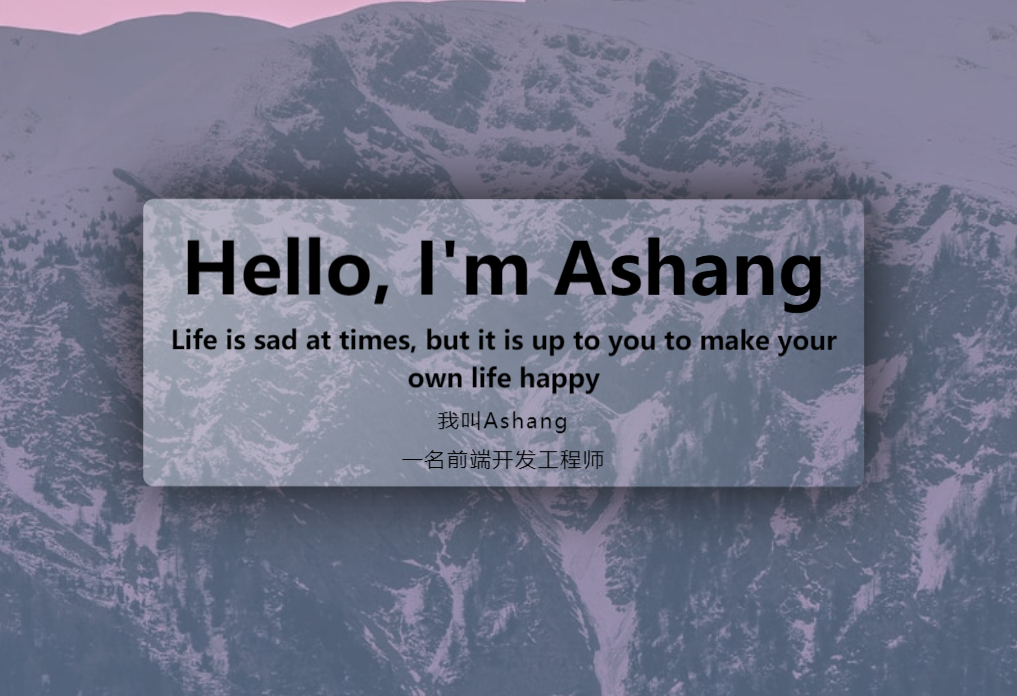 Hello, I'm Ashang
Life is sad at times, but it is up to you to make your
own life happy
我叫Ashang
一名前端开发工程师